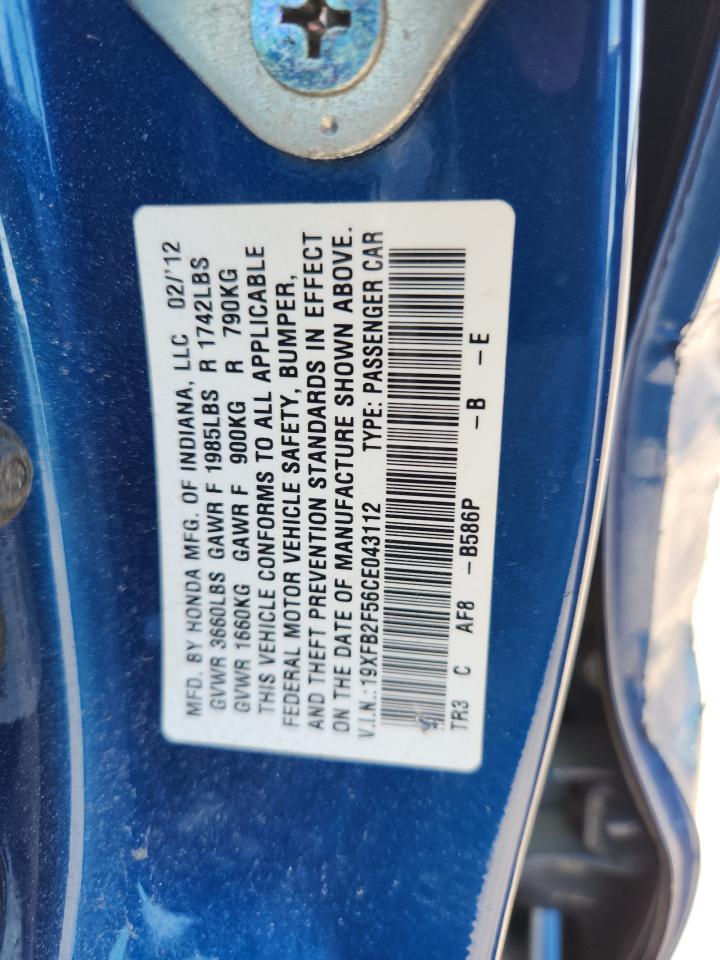 MFD. BY HONDA MFG. OF INDIANA, LLC 02/'12
GVWR 3660LBS GAWR F 1985LBS R 1742LBS
GVWR 1660KG GAWR F 900KG R 790KG
THIS VEHICLE CONFORMS TO ALL APPLICABLE
FEDERAL MOTOR VEHICLE SAFETY, BUMPER,
AND THEFT PREVENTION STANDARDS IN EFFECT
ON THE DATE OF MANUFACTURE SHOWN ABOVE.
V.I.N.:19XFB2F56CE043112 TYPE: PASSENGER CAR
TR3 C AF8 -B586P -B -E